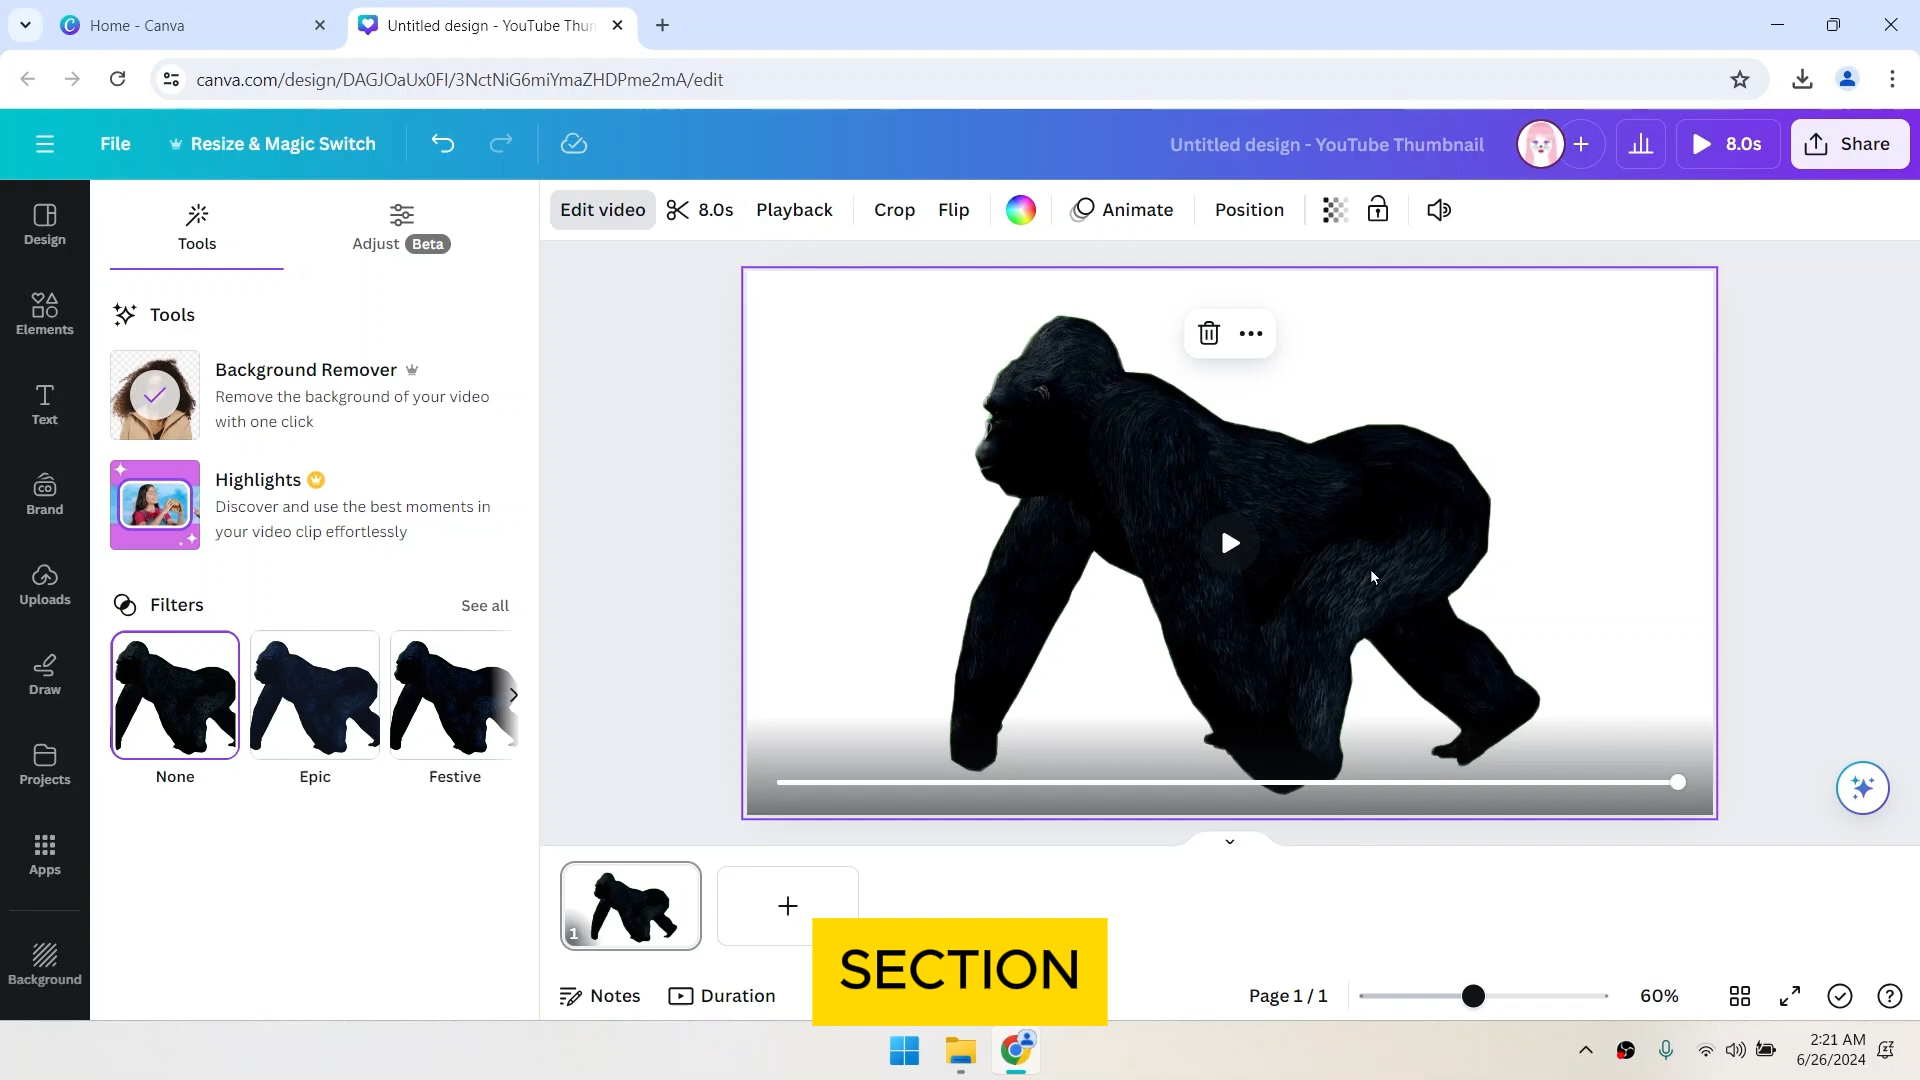 Home - Canva
Untitled design - YouTube Thun
canva.com/design/DAGJOaUx0FI/3NctNiG6miYmaZHDPme2mA/edit
File
Resize & Magic Switch
Untitled design - YouTube Thumbnail
8.0s
Share
Design
Elements
Text
Brand
Uploads
Draw
Projects
Apps
Background
Tools
Adjust Beta
Tools
Background Remover
Remove the background of your video
with one click
Highlights
Discover and use the best moments in
your video clip effortlessly
Filters
See all
None
Epic
Festive
Edit video
8.0s
Playback
Crop
Flip
Animate
Position
1
SECTION
Notes
Duration
Page 1 / 1
60%
2:21 AM
6/26/2024